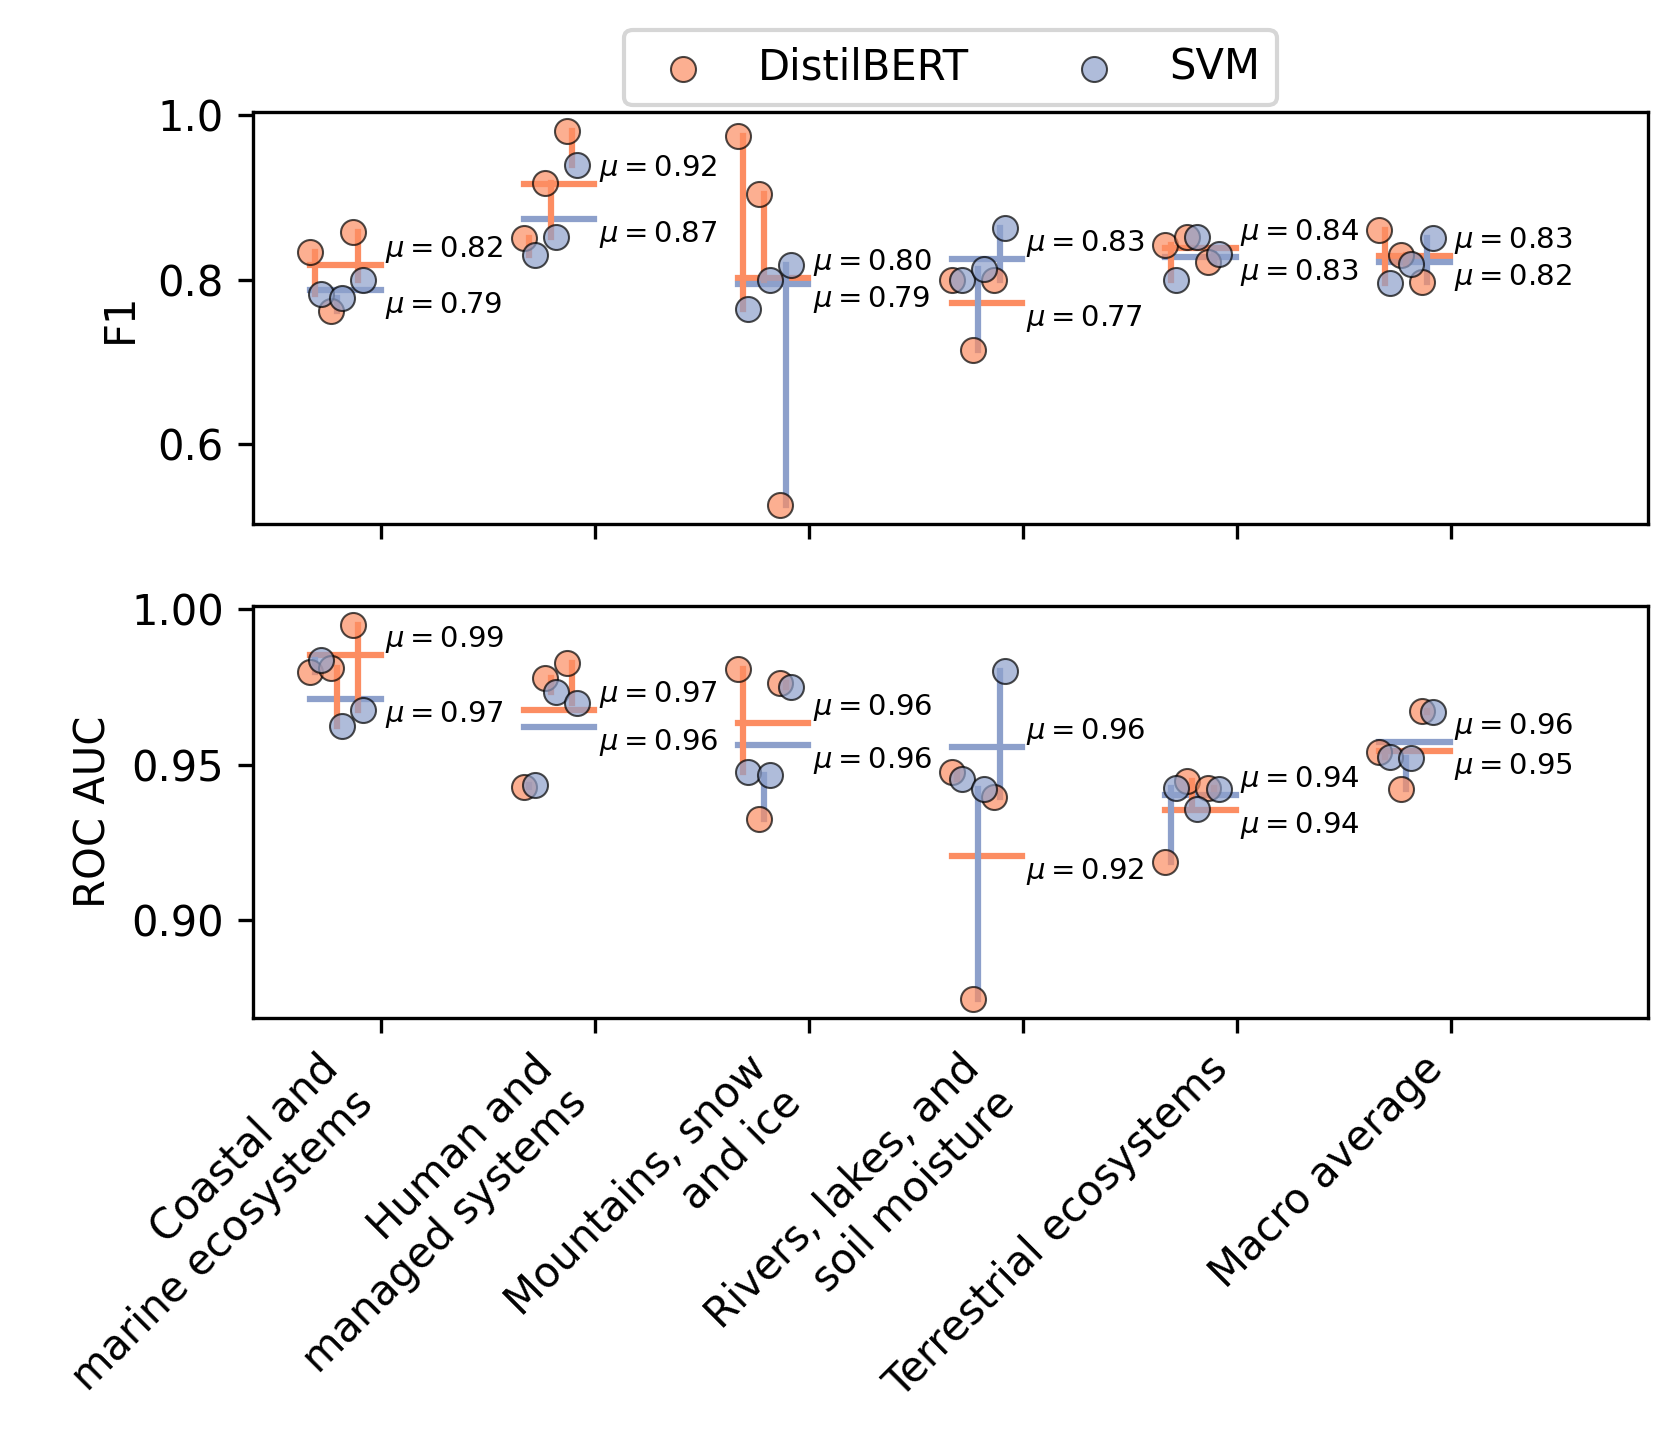 DistilBERT
SVM
F1
1.0
0.8
0.6
μ = 0.82
μ = 0.79
μ = 0.92
μ = 0.87
μ = 0.80
μ = 0.79
μ = 0.83
μ = 0.77
μ = 0.84
μ = 0.83
μ = 0.83
μ = 0.82
ROC AUC
1.00
0.95
0.90
μ = 0.99
μ = 0.97
μ = 0.97
μ = 0.96
μ = 0.96
μ = 0.96
μ = 0.96
μ = 0.92
μ = 0.94
μ = 0.94
μ = 0.96
μ = 0.95
Coastal and
marine ecosystems
Human and
managed systems
Mountains, snow
and ice
Rivers, lakes, and
soil moisture
Terrestrial ecosystems
Macro average